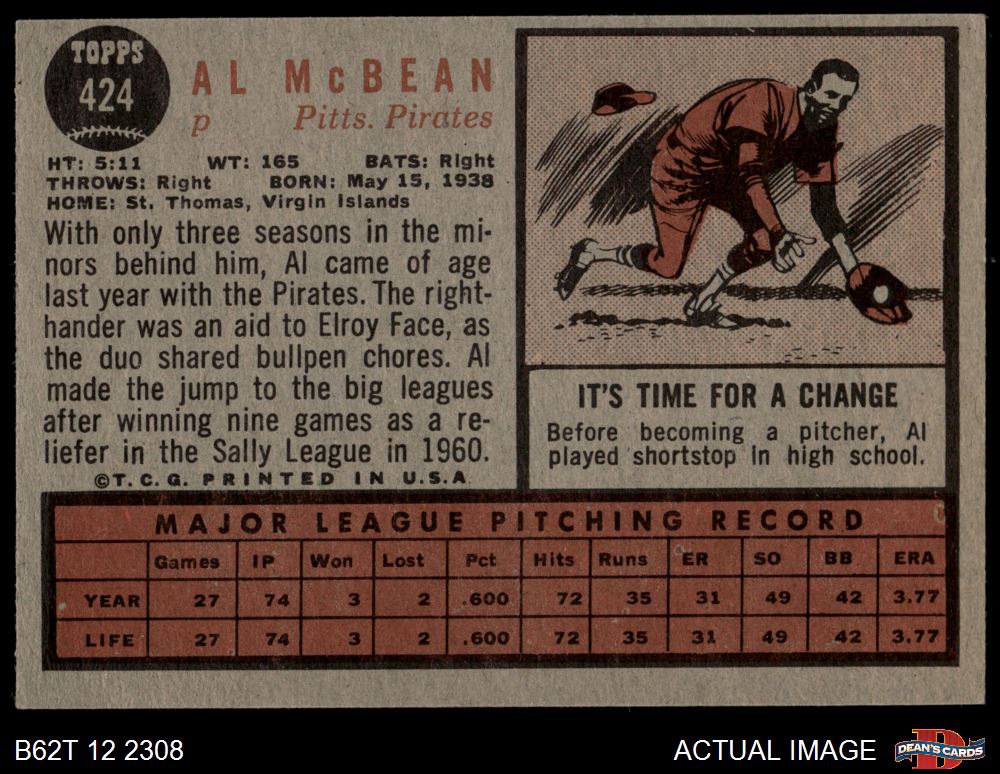 TOPPS
424
AL McBEAN
p Pitts. Pirates
HT: 5:11 WT: 165 BATS: Right
THROWS: Right BORN: May 15, 1938
HOME: St. Thomas, Virgin Islands
With only three seasons in the mi-
nors behind him, Al came of age
last year with the Pirates. The right-
hander was an aid to Elroy Face, as
the duo shared bullpen chores. Al
made the jump to the big leagues
after winning nine games as a re-
liefer in the Sally League in 1960.
©T.C.G. PRINTED IN U.S.A
IT'S TIME FOR A CHANGE
Before becoming a pitcher, Al
played shortstop in high school.
MAJOR LEAGUE PITCHING RECORD
Games IP Won Lost Pct Hits Runs ER SO BB ERA
YEAR 27 74 3 2 .600 72 35 31 49 42 3.77
LIFE 27 74 3 2 .600 72 35 31 49 42 3.77
B62T 12 2308
ACTUAL IMAGE
DEAN'S CARDS